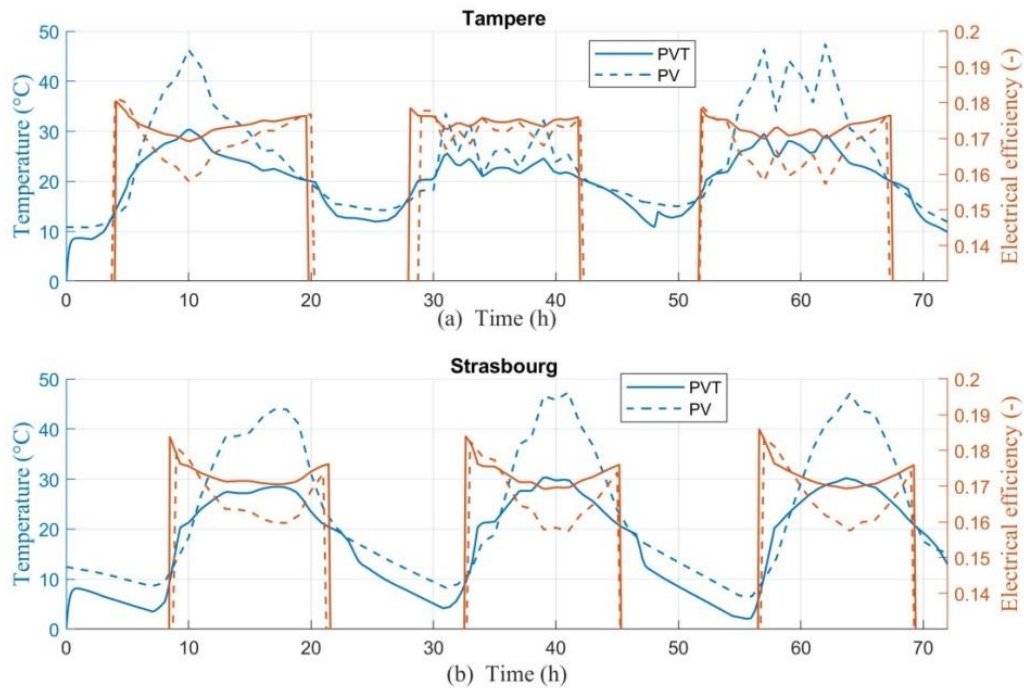 Tampere
50
40
30
20
10
0
Temperature (°C)
PVT
PV
0.2
0.19
0.18
0.17
0.16
0.15
0.14
Electrical efficiency (-)
0 10 20 30 40 50 60 70
(a) Time (h)
Strasbourg
50
40
30
20
10
0
Temperature (°C)
PVT
PV
0.2
0.19
0.18
0.17
0.16
0.15
0.14
Electrical efficiency (-)
0 10 20 30 40 50 60 70
(b) Time (h)